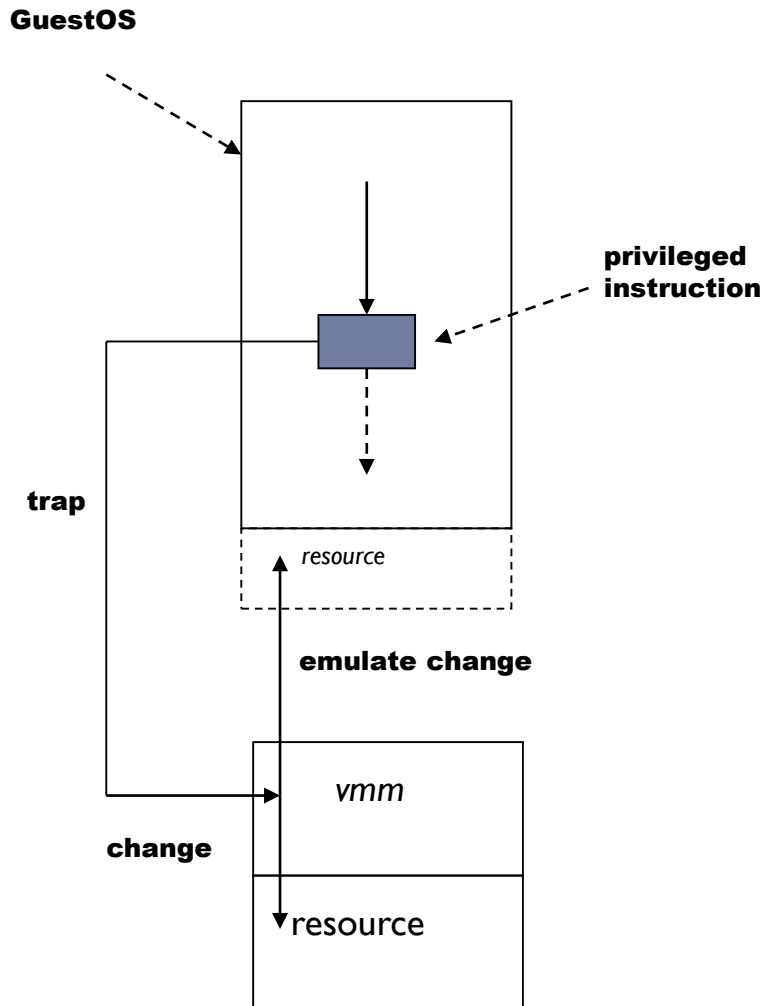 GuestOS
privileged
instruction
trap
resource
emulate change
vmm
change
resource